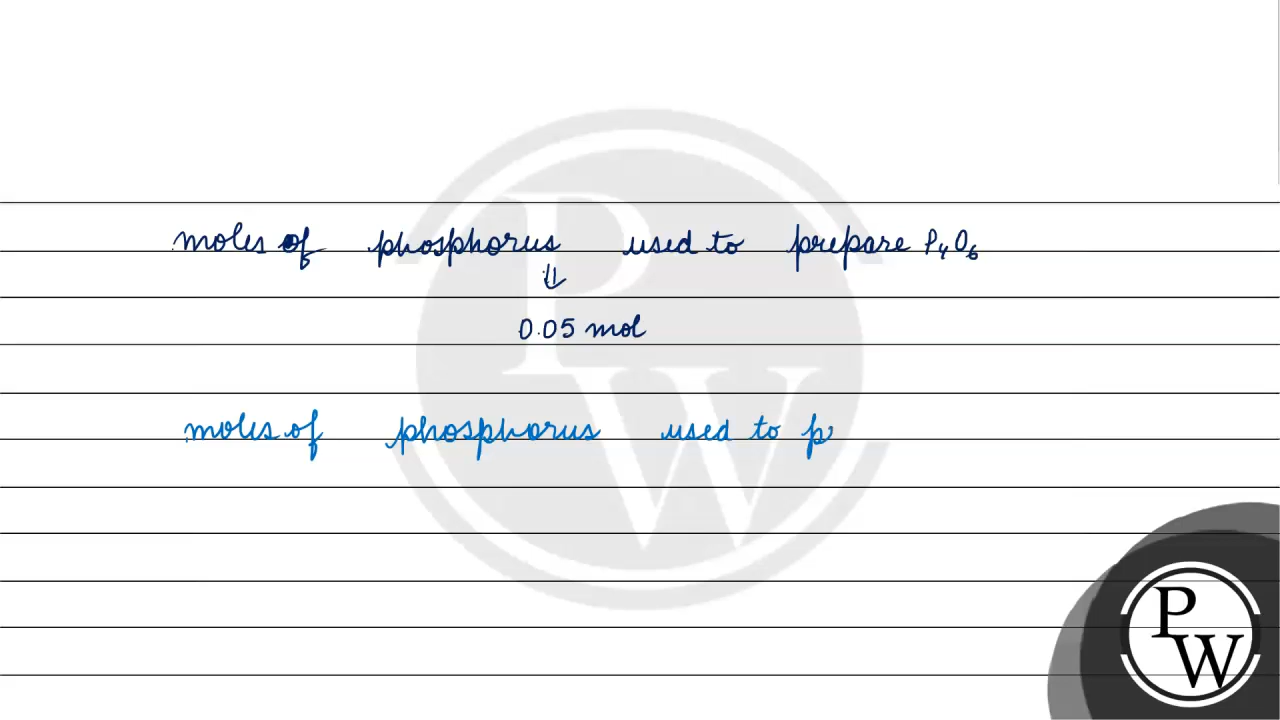 moles of phosphorus used to prepare P₄O₆
⇓
0.05 mol
moles of phosphorus used to p
P
W
P
W